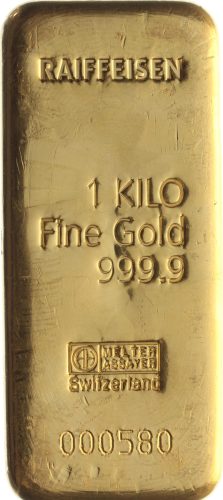 RAIFFEISEN
1 KILO
Fine Gold
999.9
MELTER
ASSAYER
Switzerland
000580